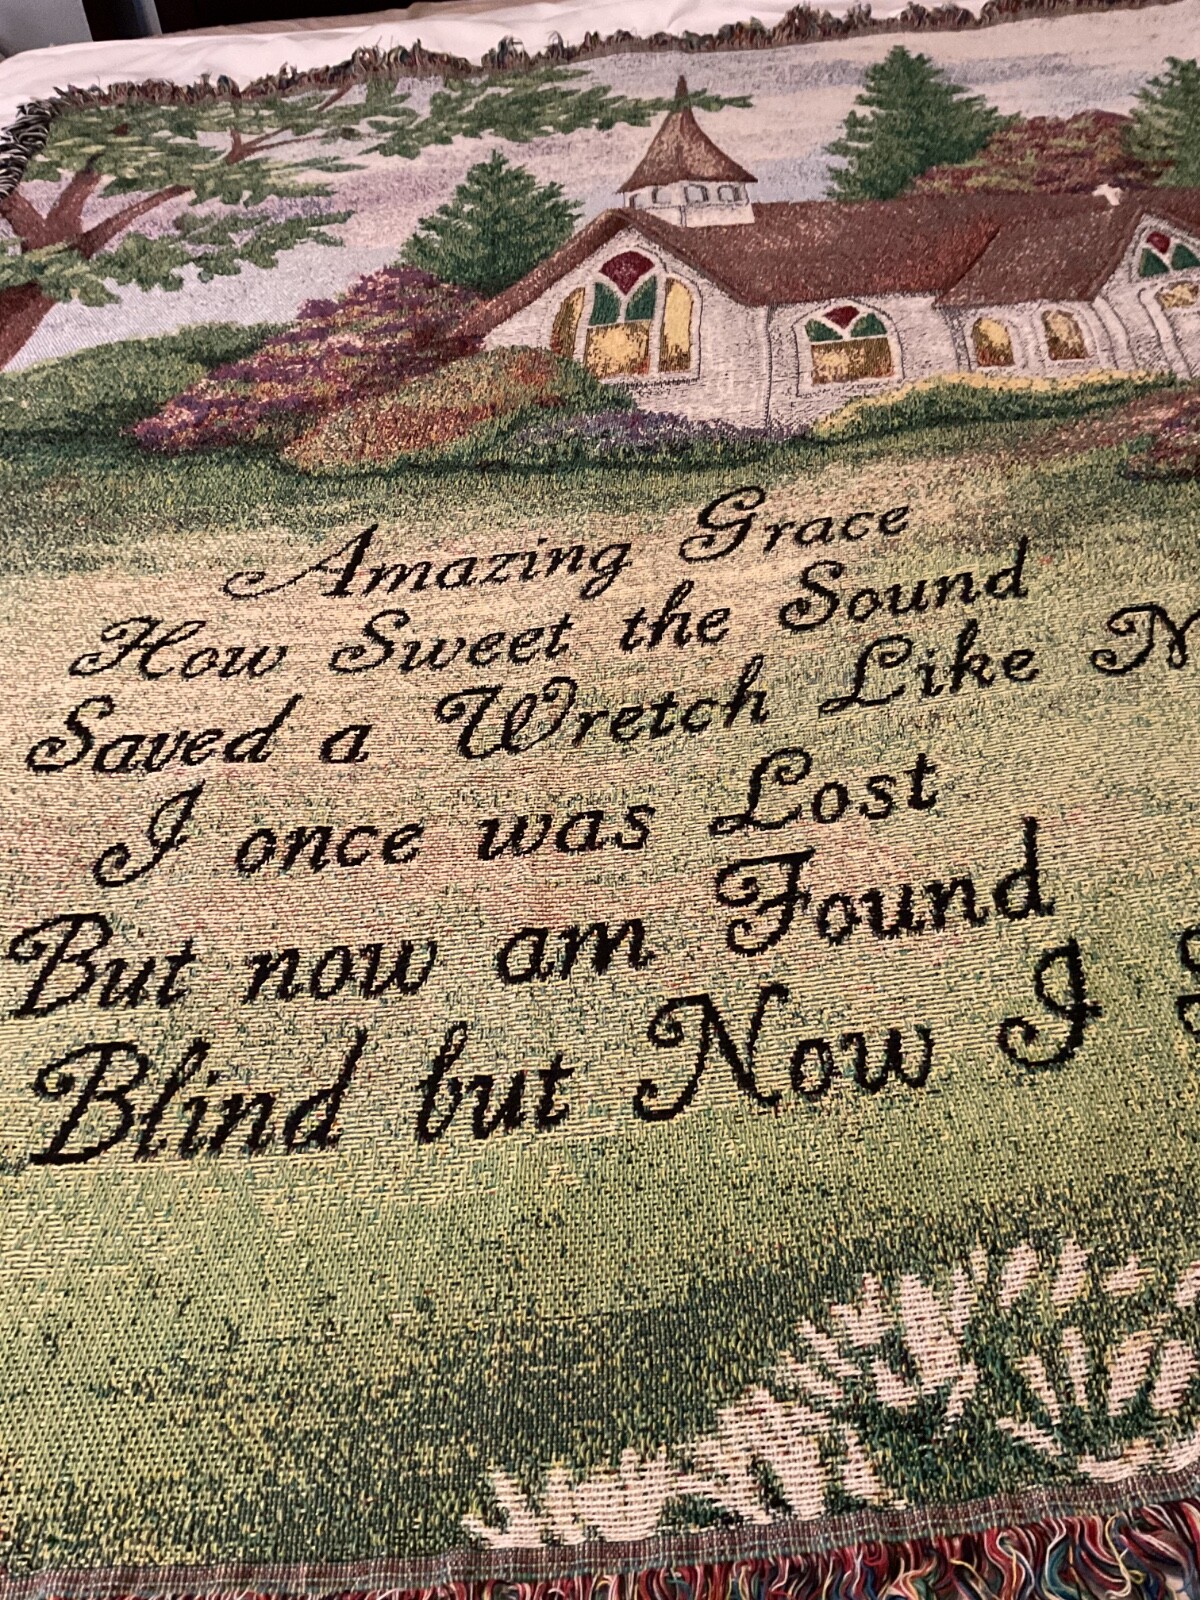 Amazing Grace
How Sweet the Sound
Saved a Wretch Like
I once was Lost
But now am Found
Blind but Now I